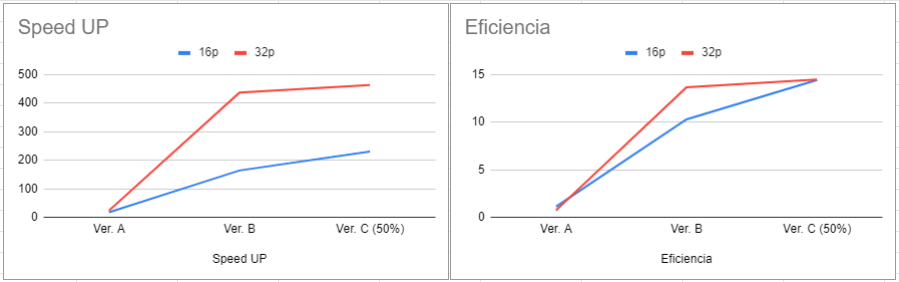 Speed UP
16p 32p
500
400
300
200
100
0
Ver. A Ver. B Ver. C (50%)
Speed UP
Eficiencia
16p 32p
15
10
5
0
Ver. A Ver. B Ver. C (50%)
Eficiencia